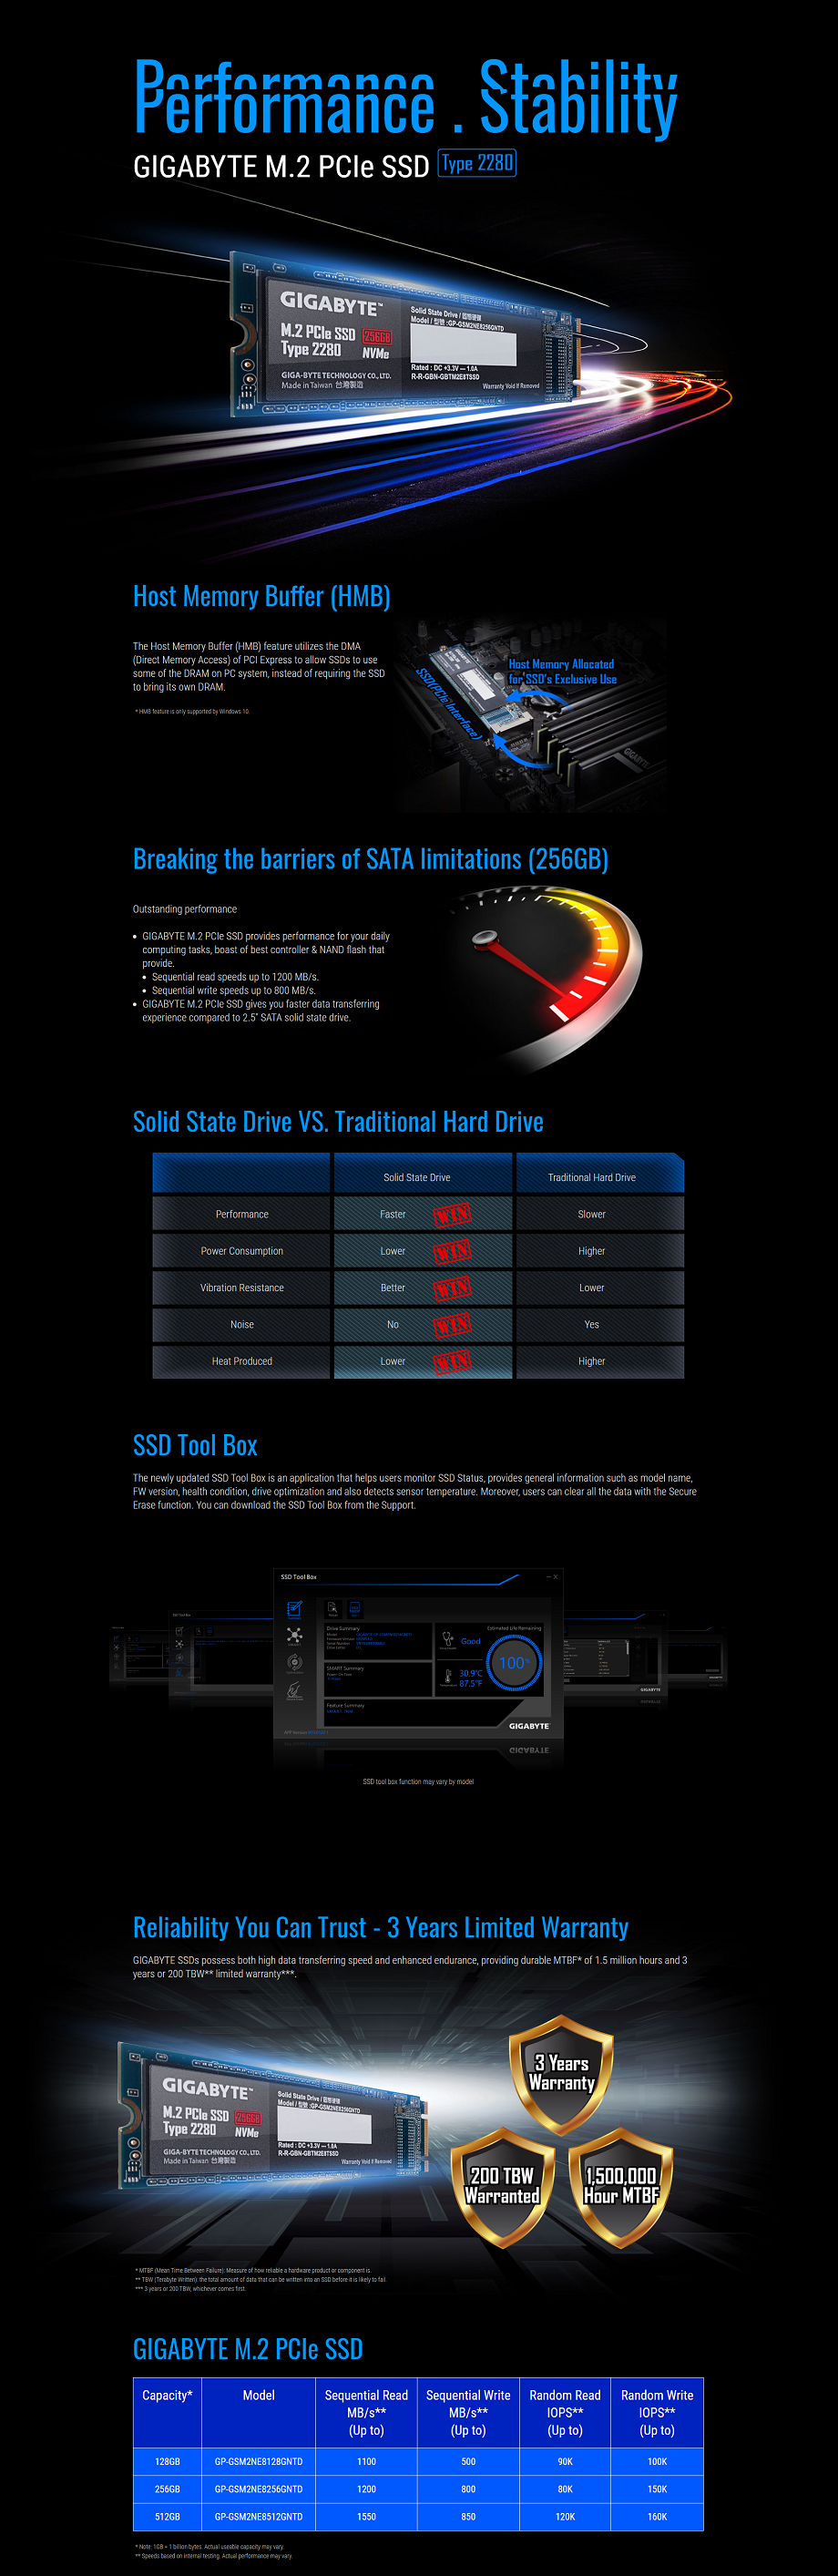 Performance . Stability
GIGABYTE M.2 PCIe SSD Type 2280
GIGABYTE™
M.2 PCIe SSD 256GB
Type 2280 NVMe
GIGA-BYTE TECHNOLOGY CO., LTD.
Made in Taiwan 台灣製造
Solid State Drive / 固態硬碟
Model / 型號 :GP-GSM2NE8256GNTD
Rated : DC +3.3V — 1.0A
R-R-GBN-GBTM2E8TSSD
Warranty Void If Removed
Host Memory Buffer (HMB)
The Host Memory Buffer (HMB) feature utilizes the DMA
(Direct Memory Access) of PCI Express to allow SSDs to use
some of the DRAM on PC system, instead of requiring the SSD
to bring its own DRAM.
* HMB feature is only supported by Windows 10.
SSD(PCIe Interface)
Host Memory Allocated
for SSD's Exclusive Use
GIGABYTE
Breaking the barriers of SATA limitations (256GB)
Outstanding performance
• GIGABYTE M.2 PCIe SSD provides performance for your daily
computing tasks, boast of best controller & NAND flash that
provide.
• Sequential read speeds up to 1200 MB/s.
• Sequential write speeds up to 800 MB/s.
• GIGABYTE M.2 PCIe SSD gives you faster data transferring
experience compared to 2.5" SATA solid state drive.
Solid State Drive VS. Traditional Hard Drive
Solid State Drive Traditional Hard Drive
Performance Faster WIN Slower
Power Consumption Lower WIN Higher
Vibration Resistance Better WIN Lower
Noise No WIN Yes
Heat Produced Lower WIN Higher
SSD Tool Box
The newly updated SSD Tool Box is an application that helps users monitor SSD Status, provides general information such as model name,
FW version, health condition, drive optimization and also detects sensor temperature. Moreover, users can clear all the data with the Secure
Erase function. You can download the SSD Tool Box from the Support.
SSD Tool Box
Drive Summary
SMART Summary
Feature Summary
Good
30.9°C
87.5°F
Estimated Life Remaining
100%
GIGABYTE
SSD tool box function may vary by model
Reliability You Can Trust - 3 Years Limited Warranty
GIGABYTE SSDs possess both high data transferring speed and enhanced endurance, providing durable MTBF* of 1.5 million hours and 3
years or 200 TBW** limited warranty***.
GIGABYTE™
M.2 PCIe SSD 256GB
Type 2280 NVMe
GIGA-BYTE TECHNOLOGY CO., LTD.
Made in Taiwan 台灣製造
Solid State Drive / 固態硬碟
Model / 型號 :GP-GSM2NE8256GNTD
Rated : DC +3.3V — 1.0A
R-R-GBN-GBTM2E8TSSD
Warranty Void If Removed
3 Years
Warranty
200 TBW
Warranted
1,500,000
Hour MTBF
* MTBF (Mean Time Between Failure): Measure of how reliable a hardware product or component is.
** TBW (Terabyte Written): the total amount of data that can be written into an SSD before it is likely to fail.
*** 3 years or 200 TBW, whichever comes first.
GIGABYTE M.2 PCIe SSD
Capacity* Model Sequential Read MB/s** (Up to) Sequential Write MB/s** (Up to) Random Read IOPS** (Up to) Random Write IOPS** (Up to)
128GB GP-GSM2NE8128GNTD 1100 500 90K 100K
256GB GP-GSM2NE8256GNTD 1200 800 80K 150K
512GB GP-GSM2NE8512GNTD 1550 850 120K 160K
* Note: 1GB = 1 billion bytes. Actual useable capacity may vary.
** Speeds based on internal testing. Actual performance may vary.